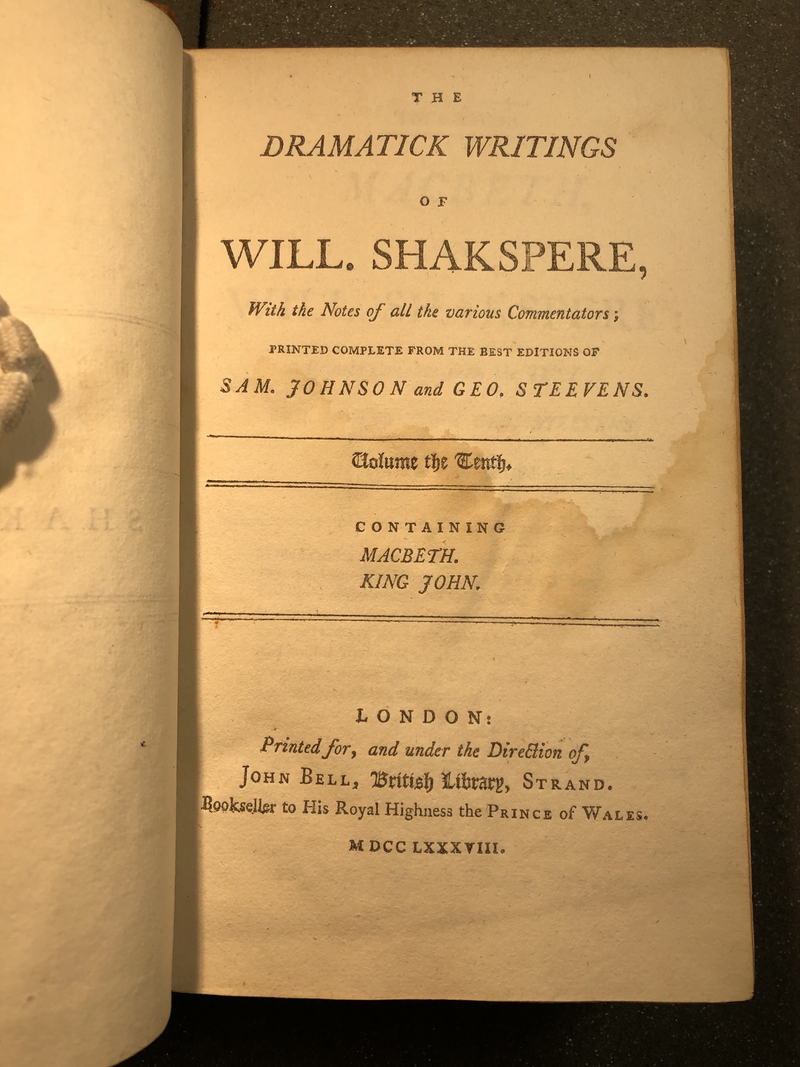 THE
DRAMATICK WRITINGS
OF
WILL. SHAKSPERE,
With the Notes of all the various Commentators;
PRINTED COMPLETE FROM THE BEST EDITIONS OF
SAM. JOHNSON and GEO. STEEVENS.
Volume the Tenth.
CONTAINING
MACBETH.
KING JOHN.
LONDON:
Printed for, and under the Direction of,
JOHN BELL, British Library, STRAND.
Bookseller to His Royal Highness the PRINCE of WALES.
MDCC LXXXVIII.